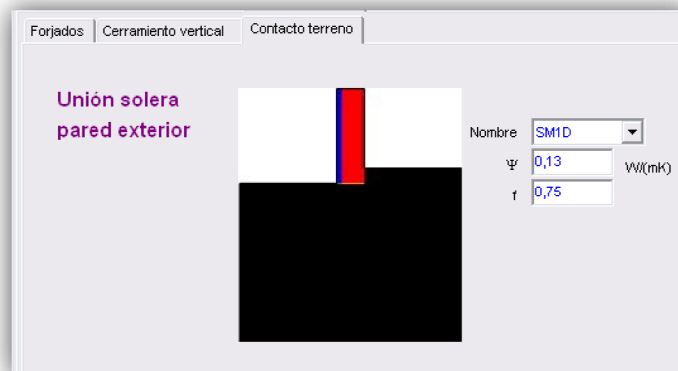 Forjados
Cerramiento vertical
Contacto terreno
Unión solera
pared exterior
Nombre SM1D
Ψ 0,13 W/(mK)
f 0,75